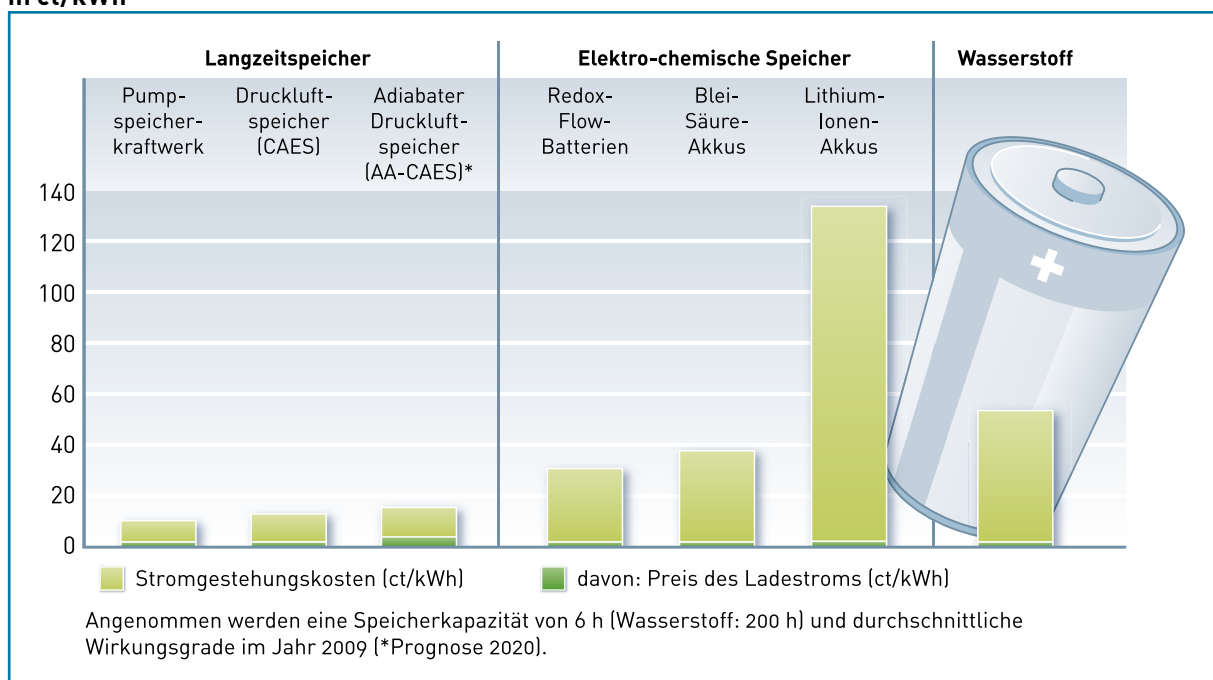 in ct/kWh
Langzeitspeicher
Elektro-chemische Speicher
Wasserstoff
Pump-
speicher-
kraftwerk
Druckluft-
speicher
(CAES)
Adiabater
Druckluft-
speicher
(AA-CAES)*
Redox-
Flow-
Batterien
Blei-
Säure-
Akkus
Lithium-
Ionen-
Akkus
140
120
100
80
60
40
20
0
Stromgestehungskosten (ct/kWh)
davon: Preis des Ladestroms (ct/kWh)
Angenommen werden eine Speicherkapazität von 6 h (Wasserstoff: 200 h) und durchschnittliche
Wirkungsgrade im Jahr 2009 (*Prognose 2020).